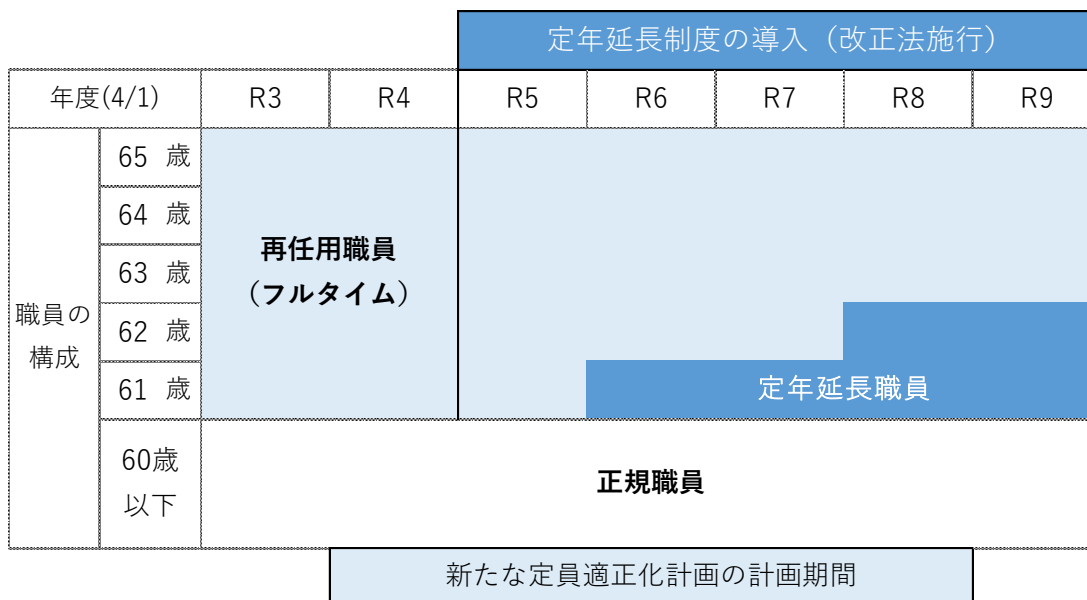 定年延長制度の導入（改正法施行）
年度(4/1) R3 R4 R5 R6 R7 R8 R9
職員の
構成
65 歳
64 歳
63 歳
62 歳
61 歳
60歳
以下
再任用職員
（フルタイム）
定年延長職員
正規職員
新たな定員適正化計画の計画期間